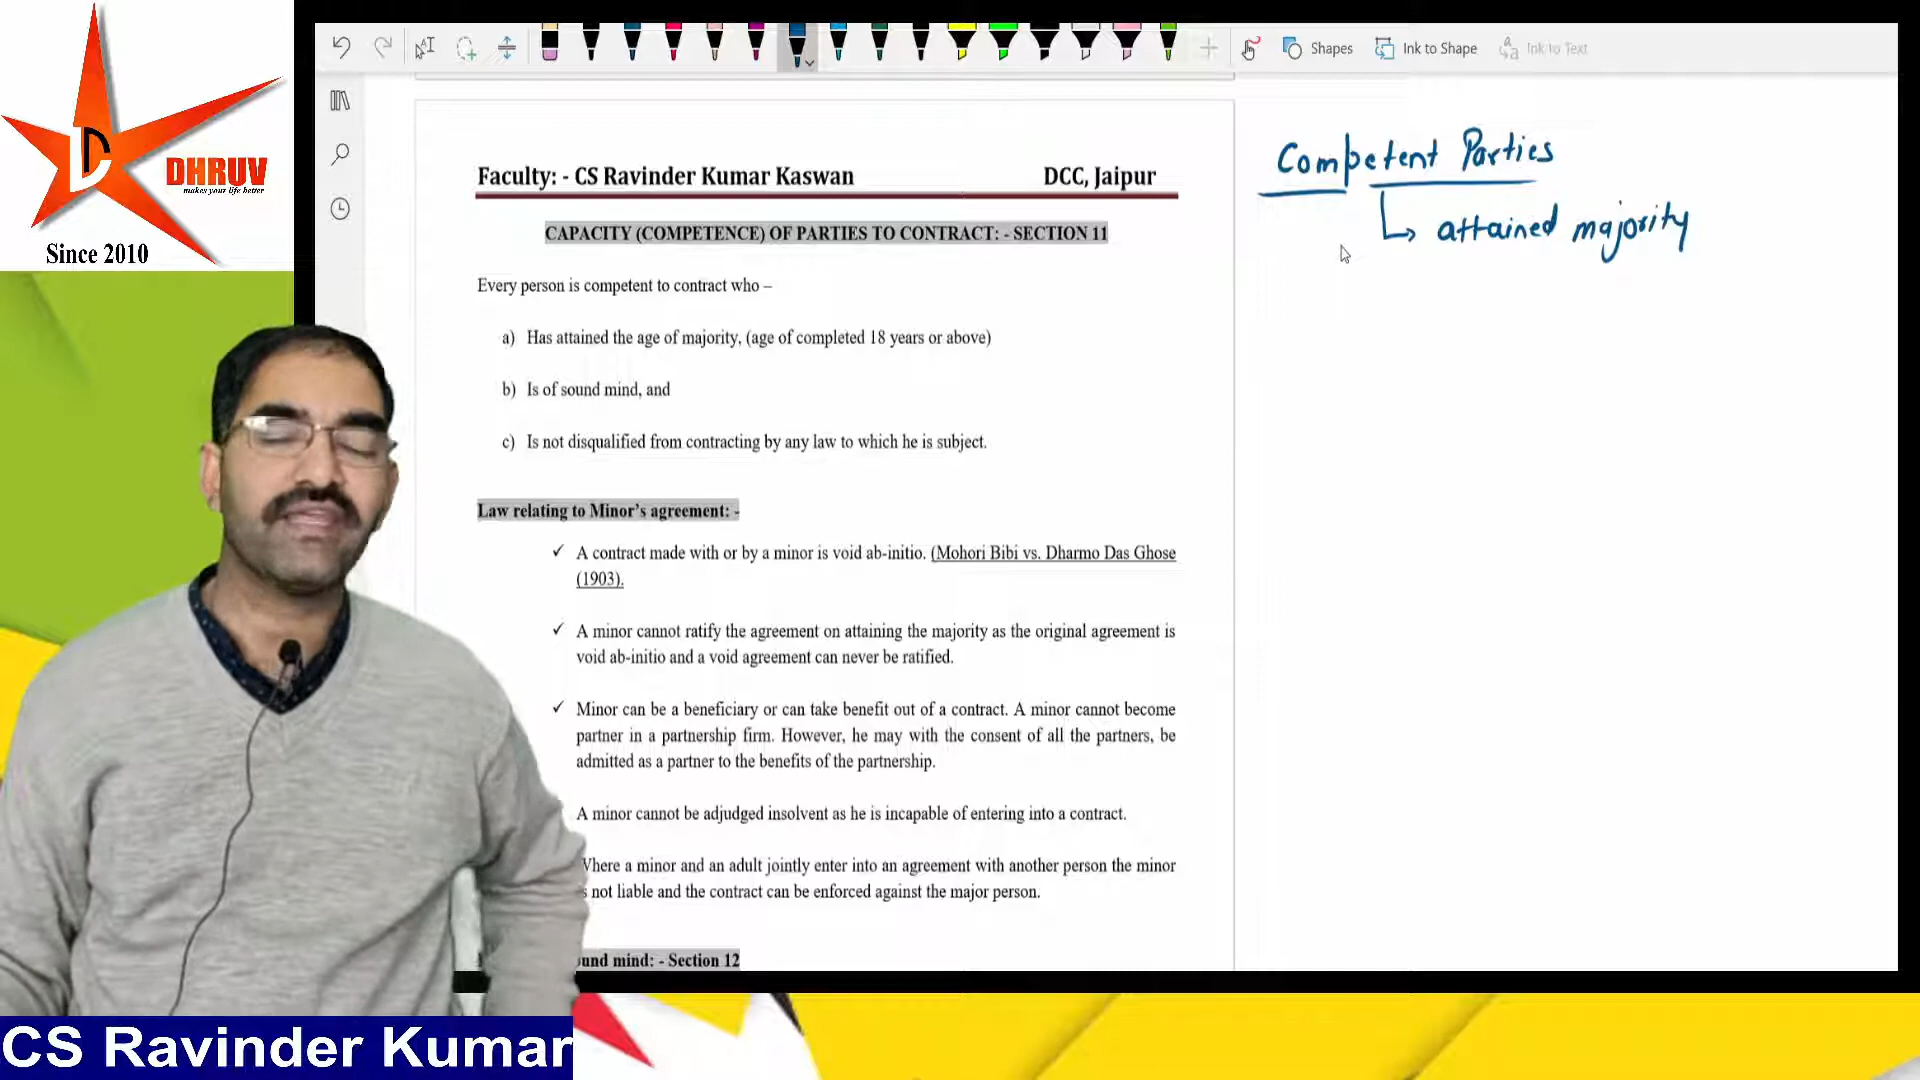 DC
DHRUV
makes your life better
Since 2010
Shapes
Ink to Shape
Ink to Text
Faculty: - CS Ravinder Kumar Kaswan DCC, Jaipur
CAPACITY (COMPETENCE) OF PARTIES TO CONTRACT: - SECTION 11
Every person is competent to contract who –
a) Has attained the age of majority, (age of completed 18 years or above)
b) Is of sound mind, and
c) Is not disqualified from contracting by any law to which he is subject.
Law relating to Minor’s agreement: -
✓ A contract made with or by a minor is void ab-initio. (Mohori Bibi vs. Dharmo Das Ghose
(1903).
✓ A minor cannot ratify the agreement on attaining the majority as the original agreement is
void ab-initio and a void agreement can never be ratified.
✓ Minor can be a beneficiary or can take benefit out of a contract. A minor cannot become
partner in a partnership firm. However, he may with the consent of all the partners, be
admitted as a partner to the benefits of the partnership.
A minor cannot be adjudged insolvent as he is incapable of entering into a contract.
Where a minor and an adult jointly enter into an agreement with another person the minor
not liable and the contract can be enforced against the major person.
und mind: - Section 12
Competent Parties
attained majority
CS Ravinder Kumar